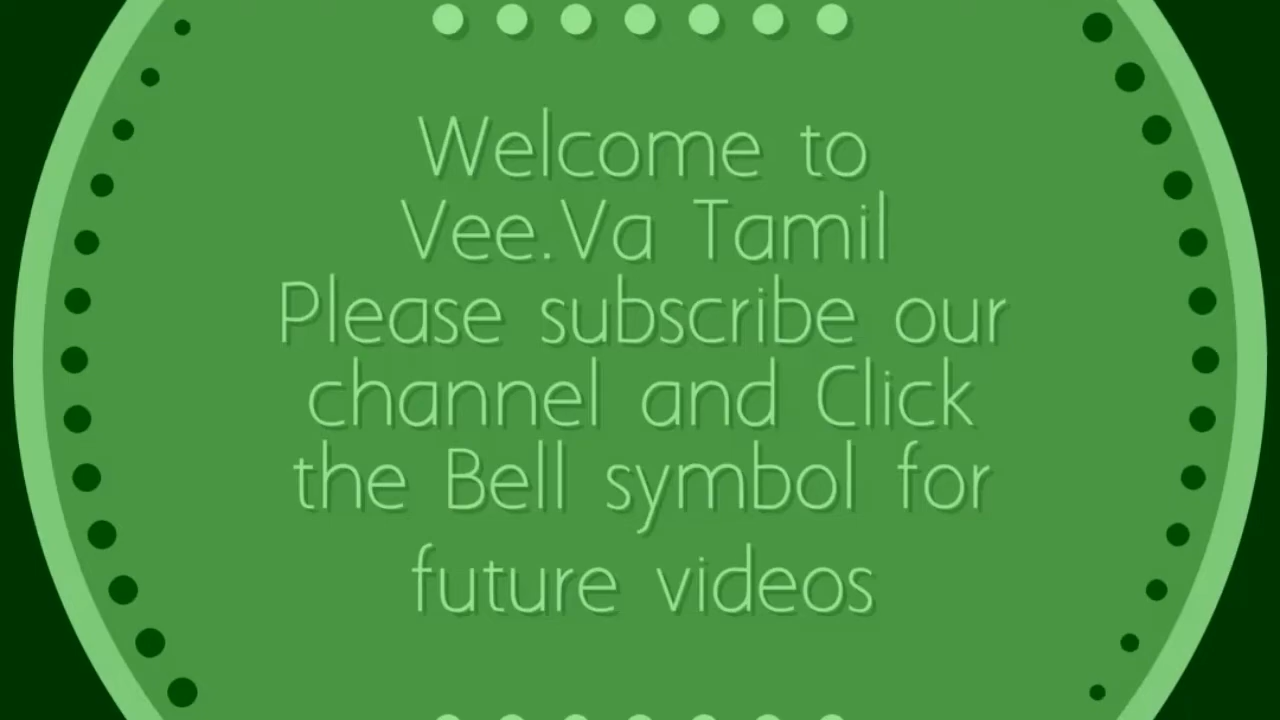 Welcome to
Vee.Va Tamil
Please subscribe our
channel and Click
the Bell symbol for
future videos